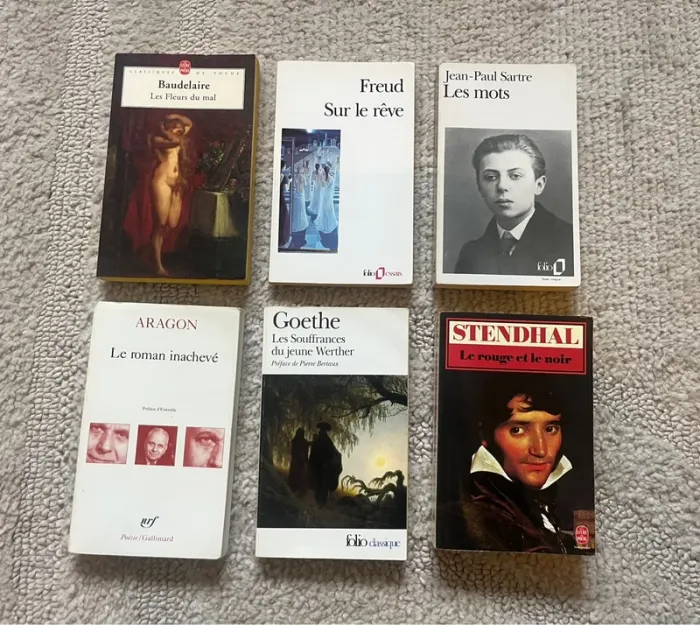 CLASSIQUES DE POCHE
Baudelaire
Les Fleurs du mal
Freud
Sur le rêve
folio essais
Jean-Paul Sartre
Les mots
folio
ARAGON
Le roman inachevé
Préface d'Etiemble
nrf
Poésie/Gallimard
Goethe
Les Souffrances
du jeune Werther
Préface de Pierre Bertaux
folio classique
STENDHAL
Le rouge et le noir